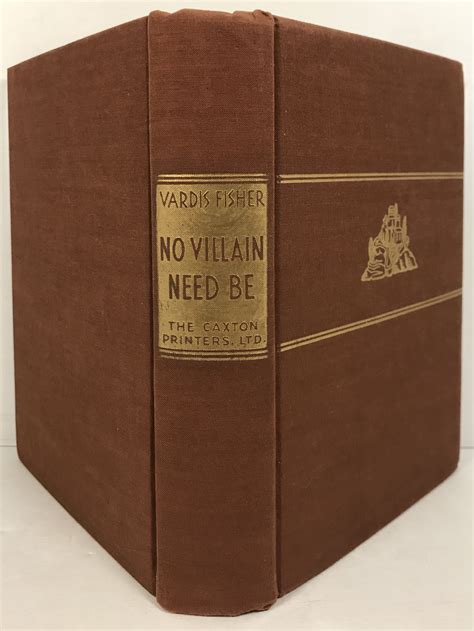 VARDIS FISHER
NO VILLAIN
NEED BE
THE CAXTON
PRINTERS, LTD.